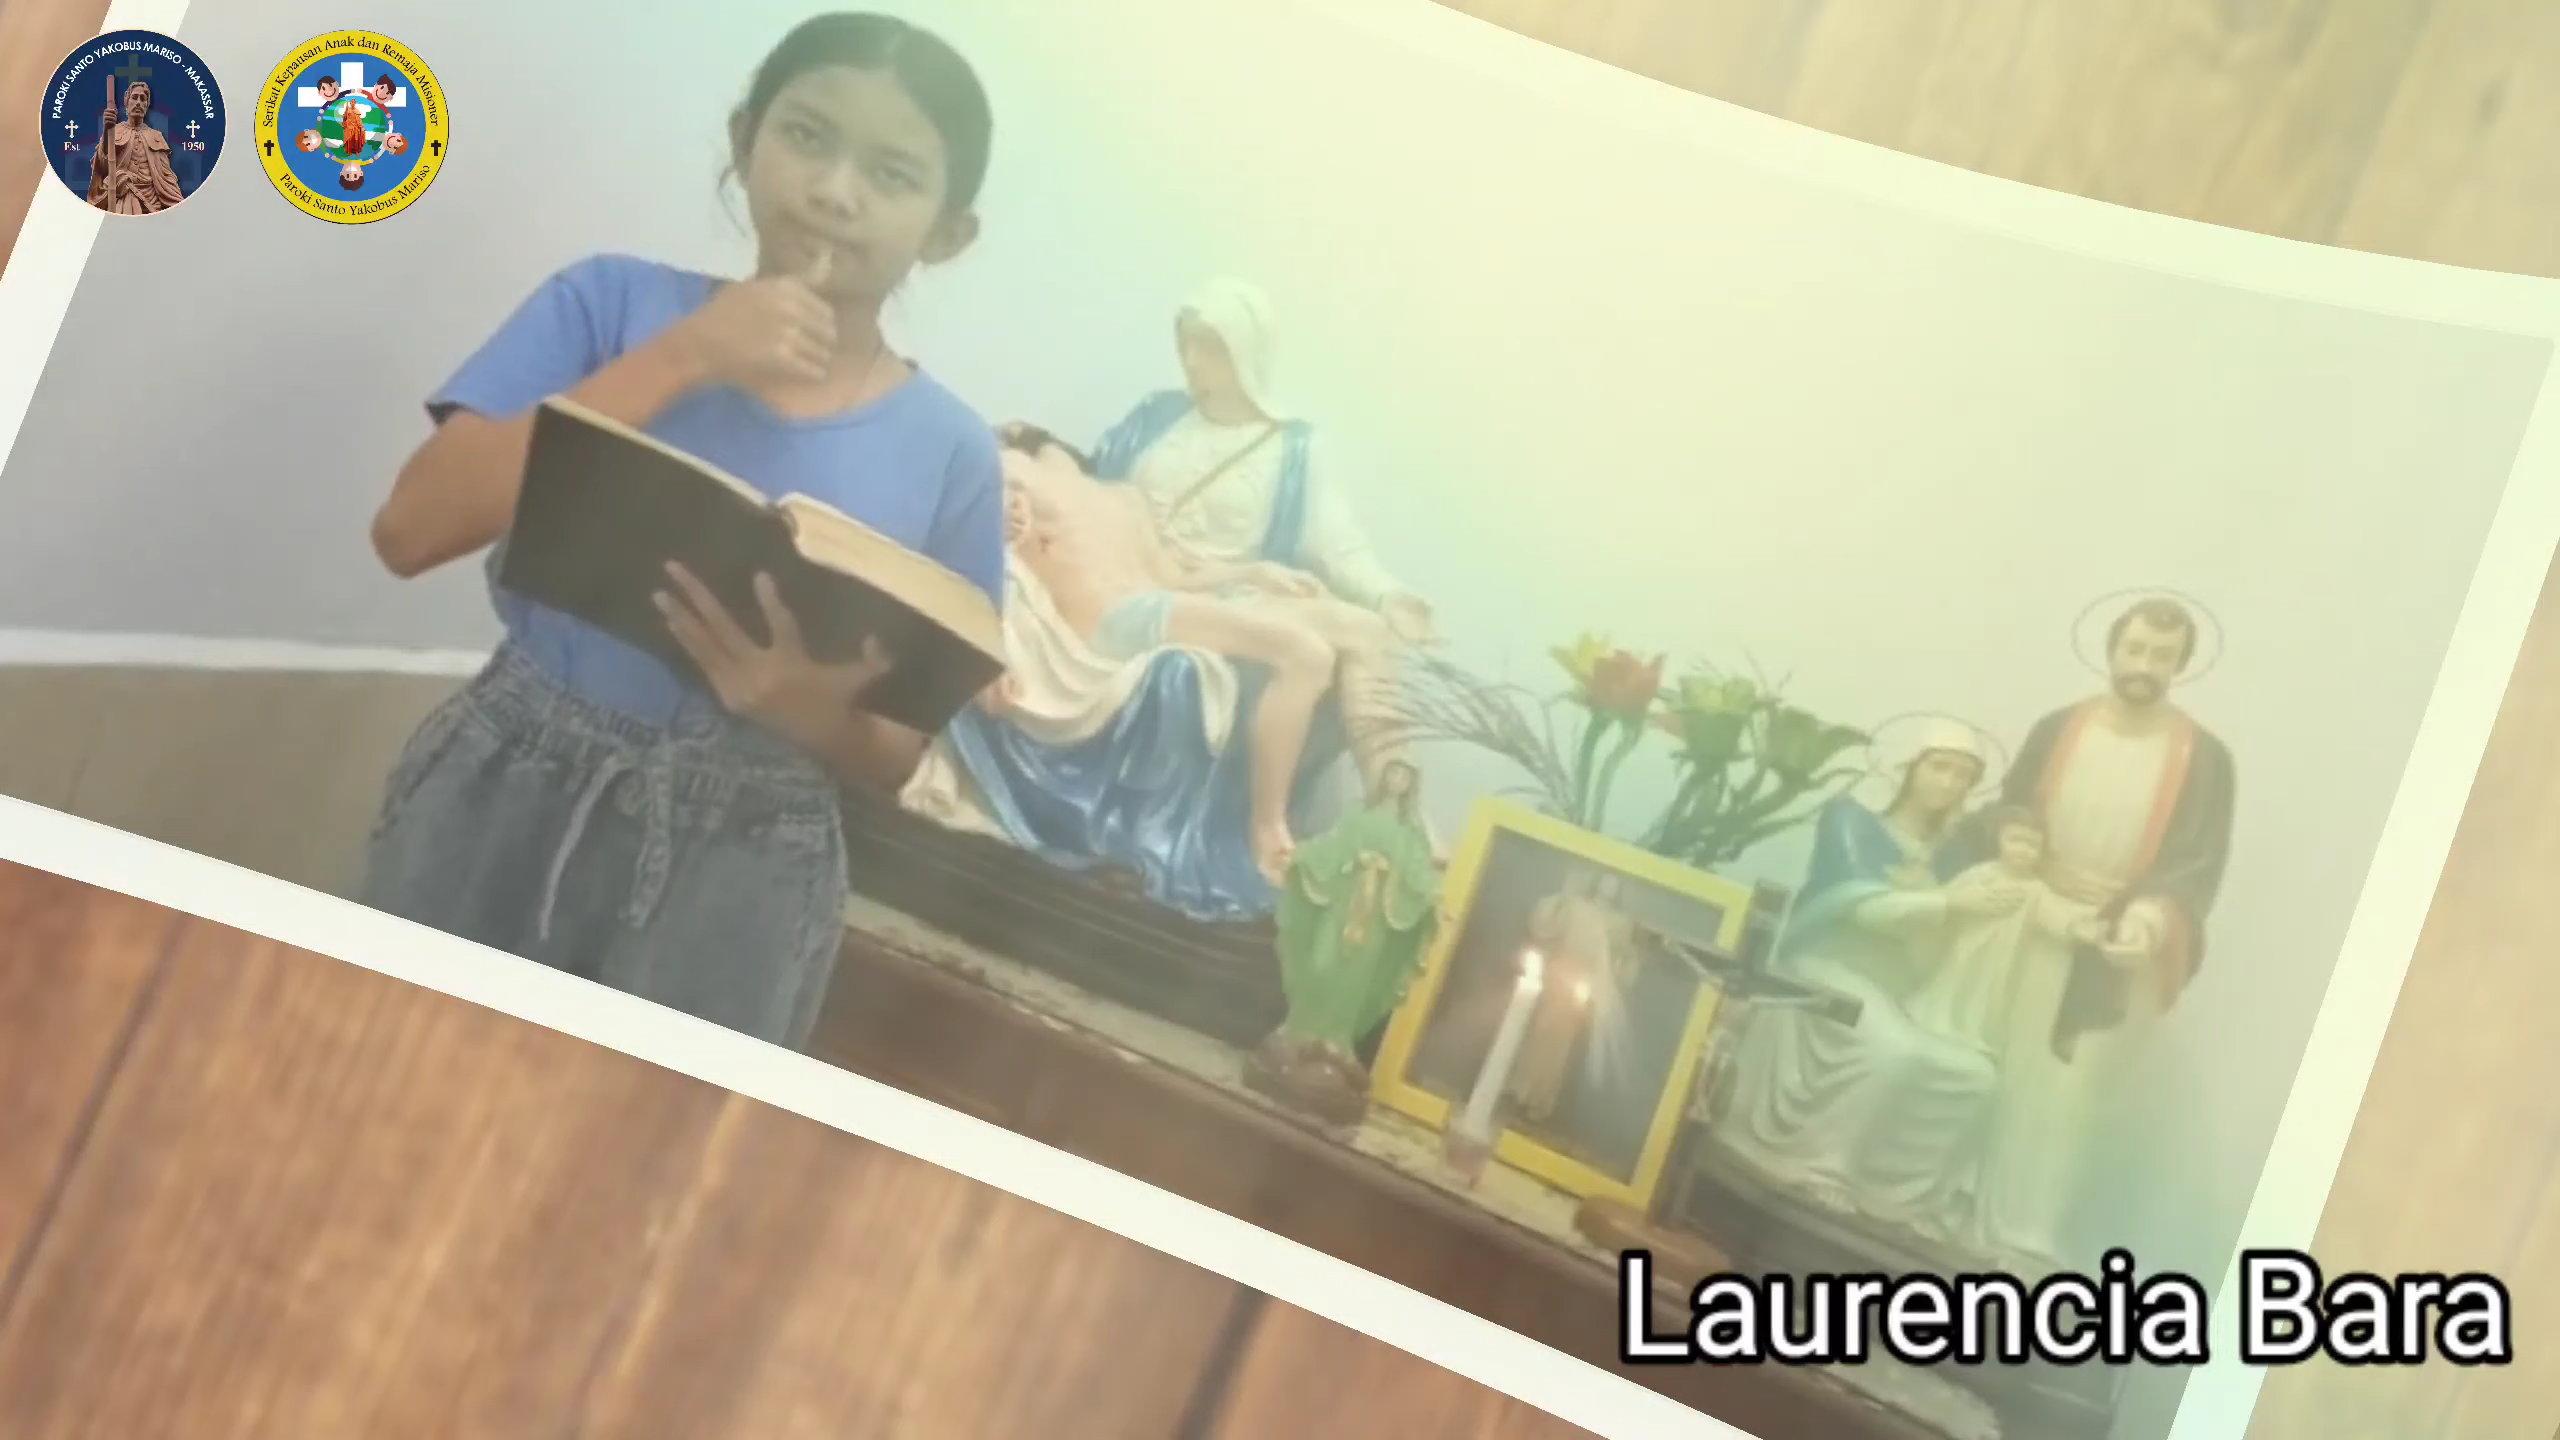 PAROKI SANTO YAKOBUS MARISO - MAKASSAR
Est 1950
Serikat Kepausan Anak dan Remaja Misioner
Paroki Santo Yakobus Mariso
Laurencia Bara